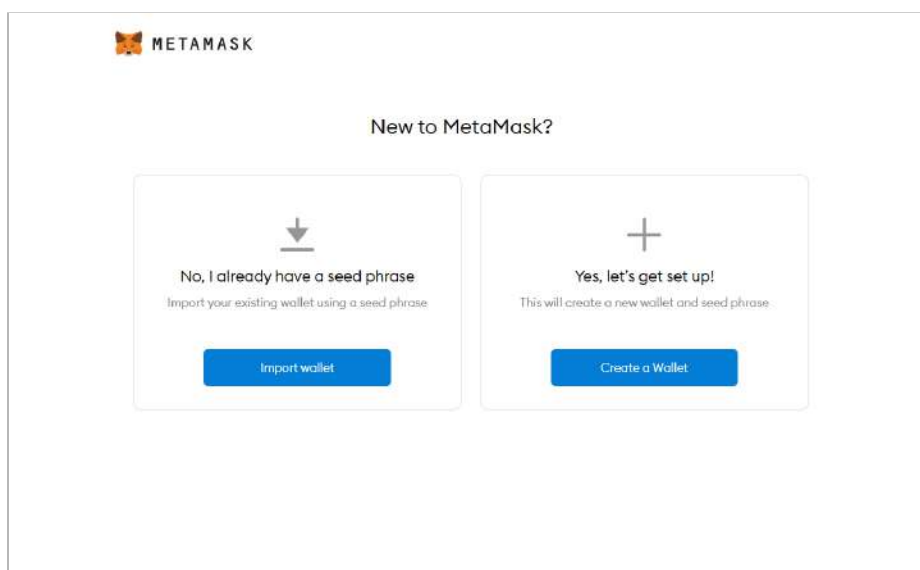 METAMASK
New to MetaMask?
No, I already have a seed phrase
Import your existing wallet using a seed phrase
Import wallet
Yes, let's get set up!
This will create a new wallet and seed phrase
Create a Wallet